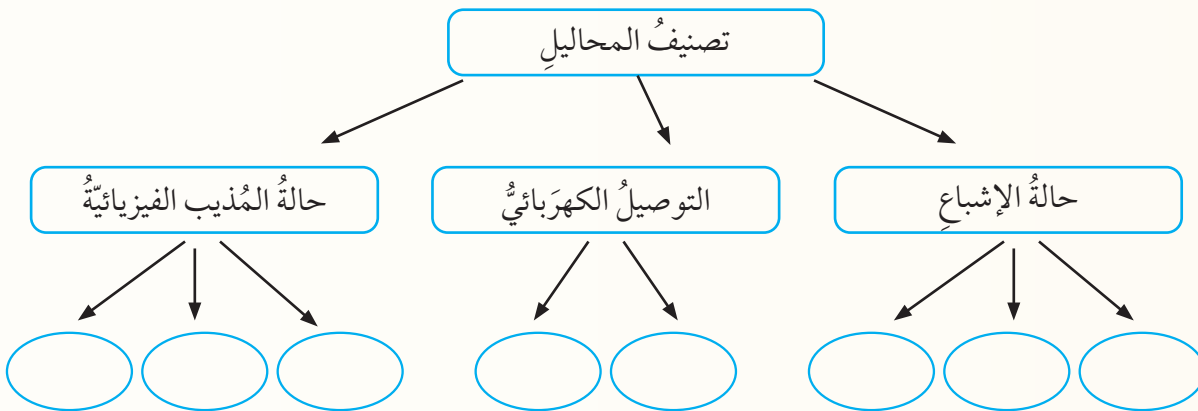 تصنيفُ المحاليلِ
حالةُ الإشباعِ
التوصيلُ الكهرَبائيُّ
حالةُ المُذيب الفيزيائيّةُ